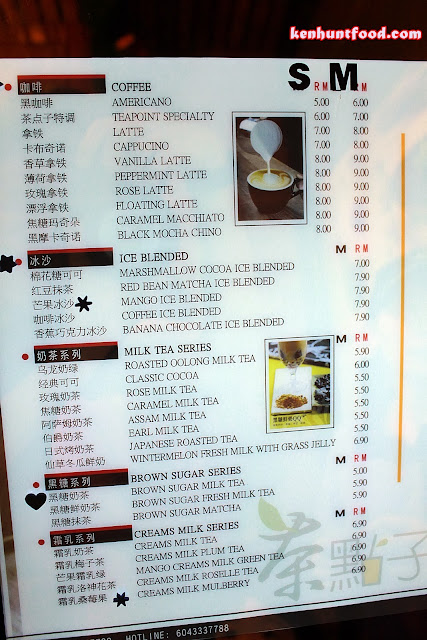 kenhuntfood.com
S RM M RM
咖啡 COFFEE
黑咖啡 AMERICANO 5.00 6.00
茶点子特调 TEAPOINT SPECIALTY 6.00 7.00
拿铁 LATTE 7.00 8.00
卡布奇诺 CAPPUCINO 7.00 8.00
香草拿铁 VANILLA LATTE 8.00 9.00
薄荷拿铁 PEPPERMINT LATTE 8.00 9.00
玫瑰拿铁 ROSE LATTE 8.00 9.00
漂浮拿铁 FLOATING LATTE 8.00 9.00
焦糖玛奇朵 CARAMEL MACCHIATO 8.00 9.00
黑摩卡奇诺 BLACK MOCHA CHINO 8.00 9.00
冰沙 ICE BLENDED M RM
棉花糖可可 MARSHMALLOW COCOA ICE BLENDED 7.00
红豆抹茶 RED BEAN MATCHA ICE BLENDED 7.90
芒果冰沙 MANGO ICE BLENDED 7.90
咖啡冰沙 COFFEE ICE BLENDED 7.90
香蕉巧克力冰沙 BANANA CHOCOLATE ICE BLENDED 7.90
奶茶系列 MILK TEA SERIES M RM
乌龙奶绿 ROASTED OOLONG MILK TEA 5.90
经典可可 CLASSIC COCOA 5.90
玫瑰奶茶 ROSE MILK TEA 6.00
焦糖奶茶 CARAMEL MILK TEA 5.50
阿萨姆奶茶 ASSAM MILK TEA 5.50
伯爵奶茶 EARL MILK TEA 5.50
日式烤奶茶 JAPANESE ROASTED TEA 5.90
仙草冬瓜鲜奶 WINTERMELON FRESH MILK WITH GRASS JELLY 6.90
黑糖系列 BROWN SUGAR SERIES M RM
黑糖奶茶 BROWN SUGAR MILK TEA 5.00
黑糖鲜奶茶 BROWN SUGAR FRESH MILK TEA 5.90
黑糖抹茶 BROWN SUGAR MATCHA 5.90
霜乳系列 CREAMS MILK SERIES M RM
霜乳奶茶 CREAMS MILK TEA 6.90
霜乳梅子茶 CREAMS MILK PLUM TEA 6.90
芒果霜乳绿 MANGO CREAMS MILK GREEN TEA 6.90
霜乳洛神花茶 CREAMS MILK ROSELLE TEA 6.90
霜乳桑莓果 CREAMS MILK MULBERRY 6.90
茶點子
HOTLINE: 6043337788